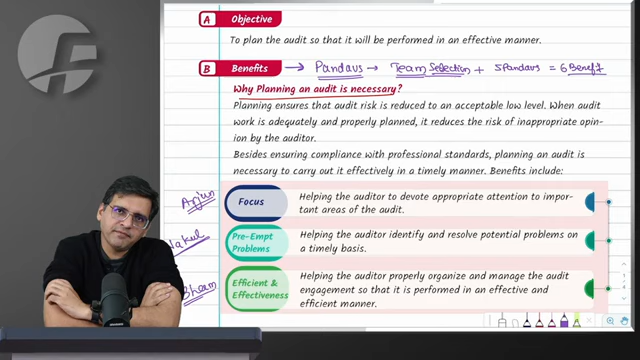 A Objective
To plan the audit so that it will be performed in an effective manner.
B Benefits → Pandavs → Team Selection + 5Pandavs = 6 Benefit
Why Planning an audit is necessary?
Planning ensures that audit risk is reduced to an acceptable low level. When audit
work is adequately and properly planned, it reduces the risk of inappropriate opin-
ion by the auditor.
Besides ensuring compliance with professional standards, planning an audit is
necessary to carry it out effectively in a timely manner. Benefits include:
Arjun
Focus
Helping the auditor to devote appropriate attention to impor-
tant areas of the audit.
Nakul
Pre-Empt
Problems
Helping the auditor identify and resolve potential problems on
a timely basis.
Bheem
Efficient &
Effectiveness
Helping the auditor properly organize and manage the audit
engagement so that it is performed in an effective and
efficient manner.